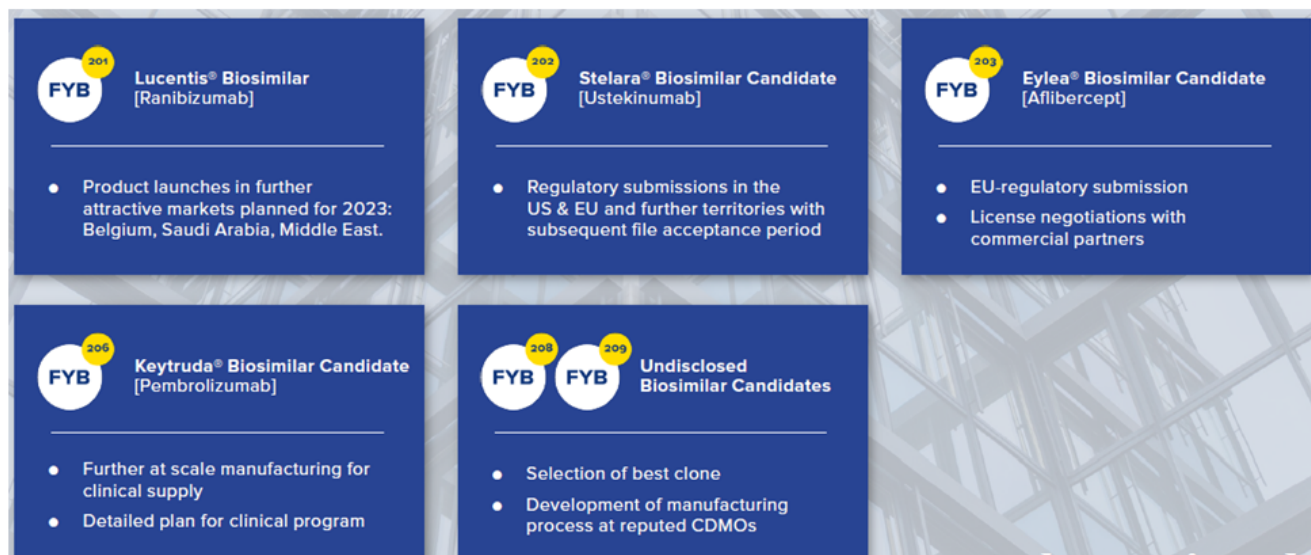 201
FYB
Lucentis® Biosimilar
[Ranibizumab]
● Product launches in further
attractive markets planned for 2023:
Belgium, Saudi Arabia, Middle East.
202
FYB
Stelara® Biosimilar Candidate
[Ustekinumab]
● Regulatory submissions in the
US & EU and further territories with
subsequent file acceptance period
203
FYB
Eylea® Biosimilar Candidate
[Aflibercept]
● EU-regulatory submission
● License negotiations with
commercial partners
206
FYB
Keytruda® Biosimilar Candidate
[Pembrolizumab]
● Further at scale manufacturing for
clinical supply
● Detailed plan for clinical program
208
FYB
209
FYB
Undisclosed
Biosimilar Candidates
● Selection of best clone
● Development of manufacturing
process at reputed CDMOs